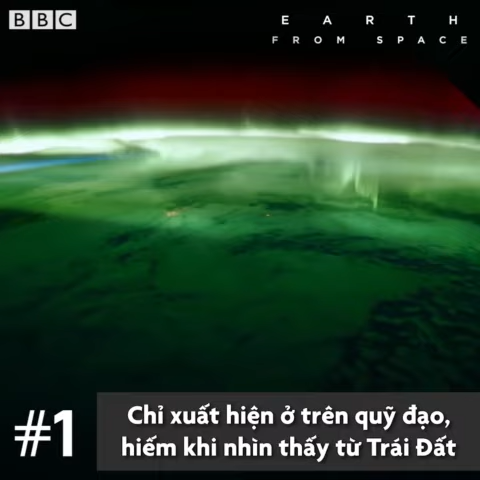 BBC
EARTH
FROM SPACE
#1
Chỉ xuất hiện ở trên quỹ đạo,
hiếm khi nhìn thấy từ Trái Đất